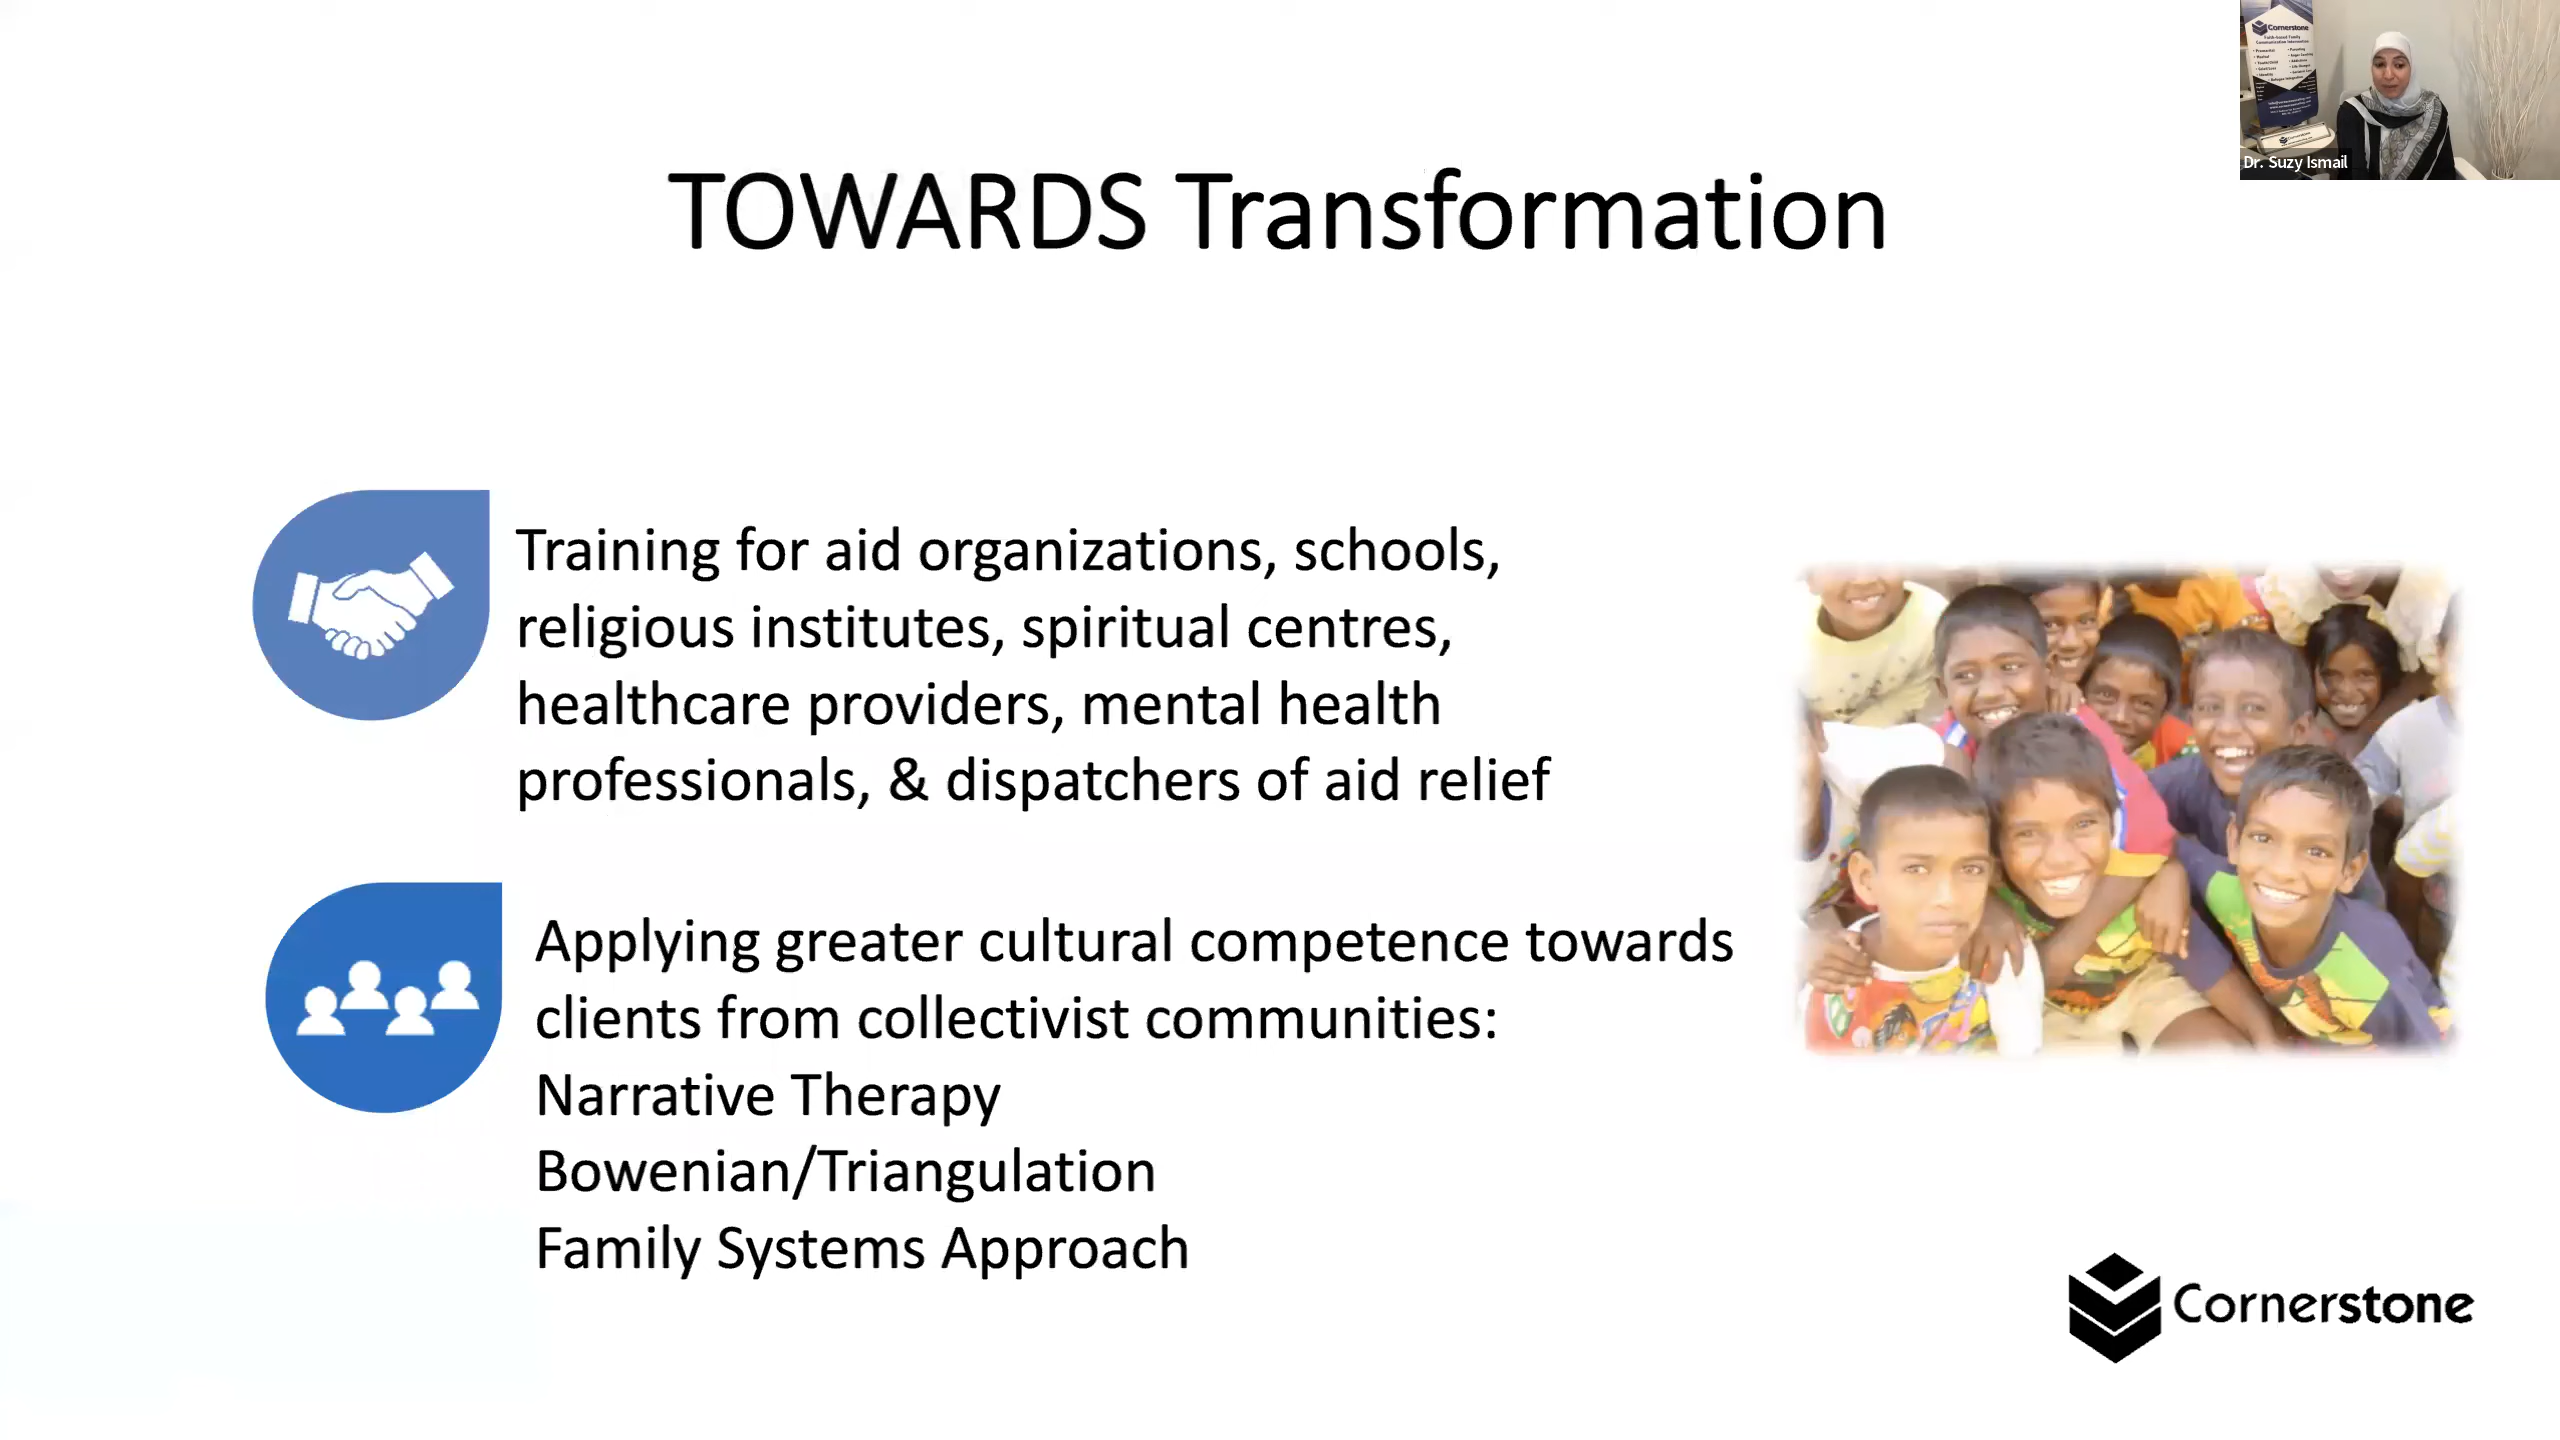 TOWARDS Transformation
Cornerstone
Dr. Suzy Ismail
Training for aid organizations, schools,
religious institutes, spiritual centres,
healthcare providers, mental health
professionals, & dispatchers of aid relief
Applying greater cultural competence towards
clients from collectivist communities:
Narrative Therapy
Bowenian/Triangulation
Family Systems Approach
Cornerstone